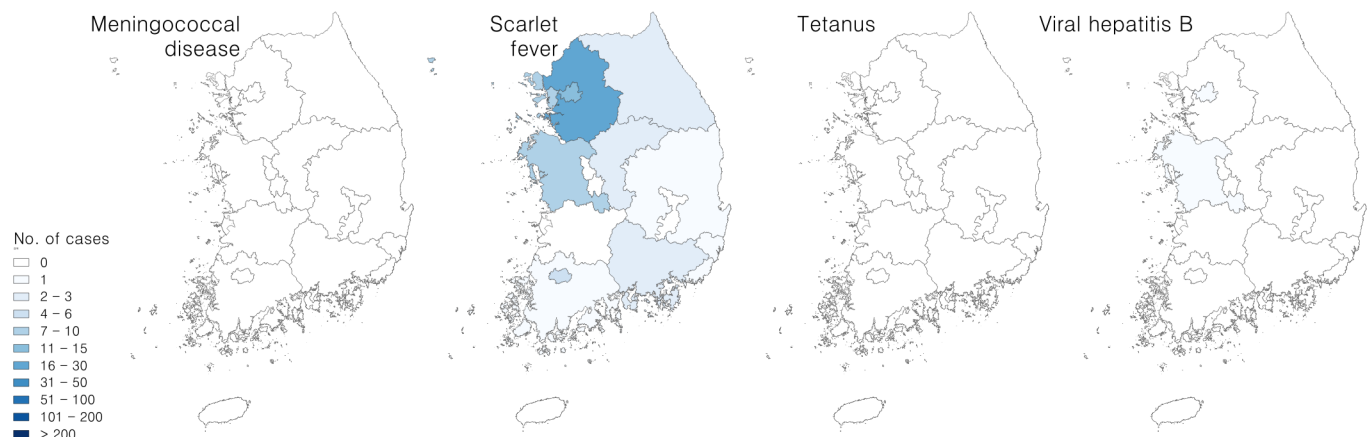 Meningococcal
disease
Scarlet
fever
Tetanus
Viral hepatitis B
No. of cases
0
1
2 – 3
4 – 6
7 – 10
11 – 15
16 – 30
31 – 50
51 – 100
101 – 200
> 200